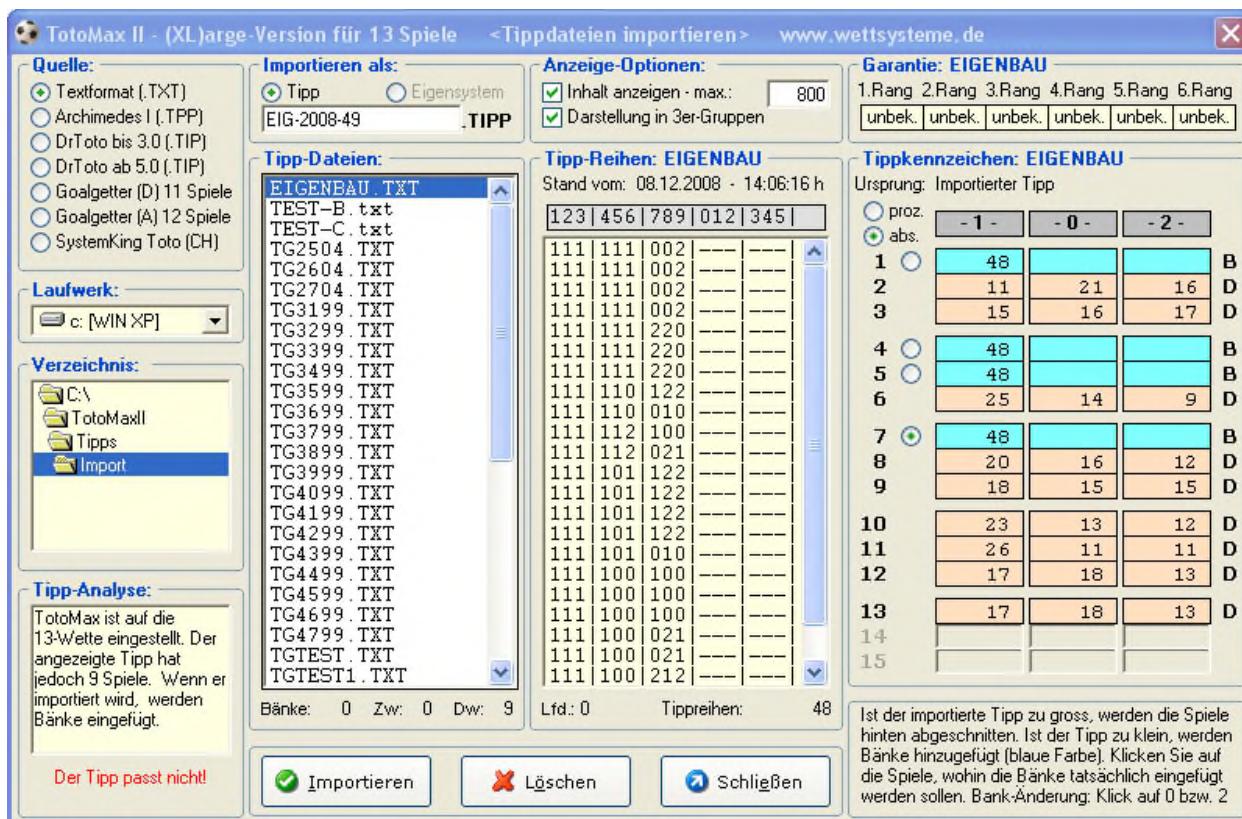 TotoMax II - (XL)arge-Version für 13 Spiele <Tippdateien importieren> www.wettsysteme.de
Quelle:
Textformat (.TXT)
Archimedes I (.TPP)
DrToto bis 3.0 (.TIP)
DrToto ab 5.0 (.TIP)
Goalgetter (D) 11 Spiele
Goalgetter (A) 12 Spiele
SystemKing Toto (CH)
Laufwerk:
c: [WIN XP]
Verzeichnis:
C:\
TotoMaxII
Tipps
Import
Tipp-Analyse:
TotoMax ist auf die
13-Wette eingestellt. Der
angezeigte Tipp hat
jedoch 9 Spiele. Wenn er
importiert wird, werden
Bänke eingefügt.
Der Tipp passt nicht!
Importieren als:
Tipp Eigensystem
EIG-2008-49 .TIPP
Tipp-Dateien:
EIGENBAU.TXT
TEST-B.txt
TEST-C.txt
TG2504.TXT
TG2604.TXT
TG2704.TXT
TG3199.TXT
TG3299.TXT
TG3399.TXT
TG3499.TXT
TG3599.TXT
TG3699.TXT
TG3799.TXT
TG3899.TXT
TG3999.TXT
TG4099.TXT
TG4199.TXT
TG4299.TXT
TG4399.TXT
TG4499.TXT
TG4599.TXT
TG4699.TXT
TG4799.TXT
TGTEST.TXT
TGTEST1.TXT
Bänke: 0 Zw: 0 Dw: 9
Anzeige-Optionen:
Inhalt anzeigen - max.: 800
Darstellung in 3er-Gruppen
Tipp-Reihen: EIGENBAU
Stand vom: 08.12.2008 - 14:06:16 h
123|456|789|012|345|
111|111|002|---|---|
111|111|002|---|---|
111|111|002|---|---|
111|111|002|---|---|
111|111|220|---|---|
111|111|220|---|---|
111|111|220|---|---|
111|110|122|---|---|
111|110|010|---|---|
111|112|100|---|---|
111|112|021|---|---|
111|101|122|---|---|
111|101|122|---|---|
111|101|122|---|---|
111|101|122|---|---|
111|101|010|---|---|
111|100|100|---|---|
111|100|100|---|---|
111|100|100|---|---|
111|100|021|---|---|
111|100|021|---|---|
111|100|212|---|---|
Lfd.: 0 Tippreihen: 48
Garantie: EIGENBAU
1.Rang 2.Rang 3.Rang 4.Rang 5.Rang 6.Rang
unbek. unbek. unbek. unbek. unbek. unbek.
Tippkennzeichen: EIGENBAU
Ursprung: Importierter Tipp
proz.
abs.
- 1 - - 0 - - 2 -
1 48 B
2 11 21 16 D
3 15 16 17 D
4 48 B
5 48 B
6 25 14 9 D
7 48 B
8 20 16 12 D
9 18 15 15 D
10 23 13 12 D
11 26 11 11 D
12 17 18 13 D
13 17 18 13 D
14
15
Ist der importierte Tipp zu gross, werden die Spiele
hinten abgeschnitten. Ist der Tipp zu klein, werden
Bänke hinzugefügt (blaue Farbe). Klicken Sie auf
die Spiele, wohin die Bänke tatsächlich eingefügt
werden sollen. Bank-Änderung: Klick auf 0 bzw. 2
Importieren
Löschen
Schließen